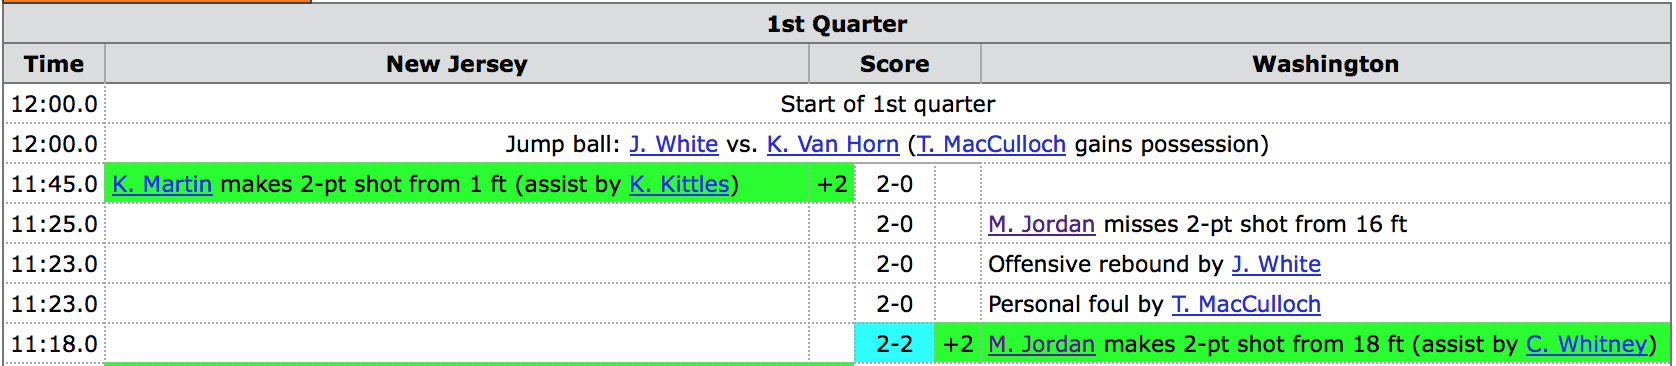 1st Quarter
Time New Jersey Score Washington
12:00.0 Start of 1st quarter
12:00.0 Jump ball: J. White vs. K. Van Horn (T. MacCulloch gains possession)
11:45.0 K. Martin makes 2-pt shot from 1 ft (assist by K. Kittles) +2 2-0
11:25.0 2-0 M. Jordan misses 2-pt shot from 16 ft
11:23.0 2-0 Offensive rebound by J. White
11:23.0 2-0 Personal foul by T. MacCulloch
11:18.0 2-2 +2 M. Jordan makes 2-pt shot from 18 ft (assist by C. Whitney)